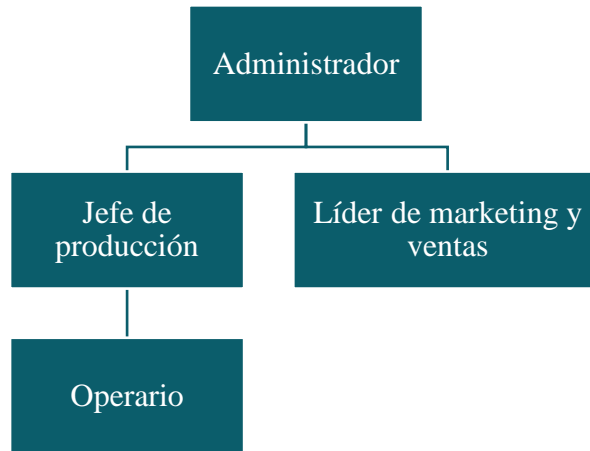 Administrador
Jefe de
producción
Líder de marketing y
ventas
Operario